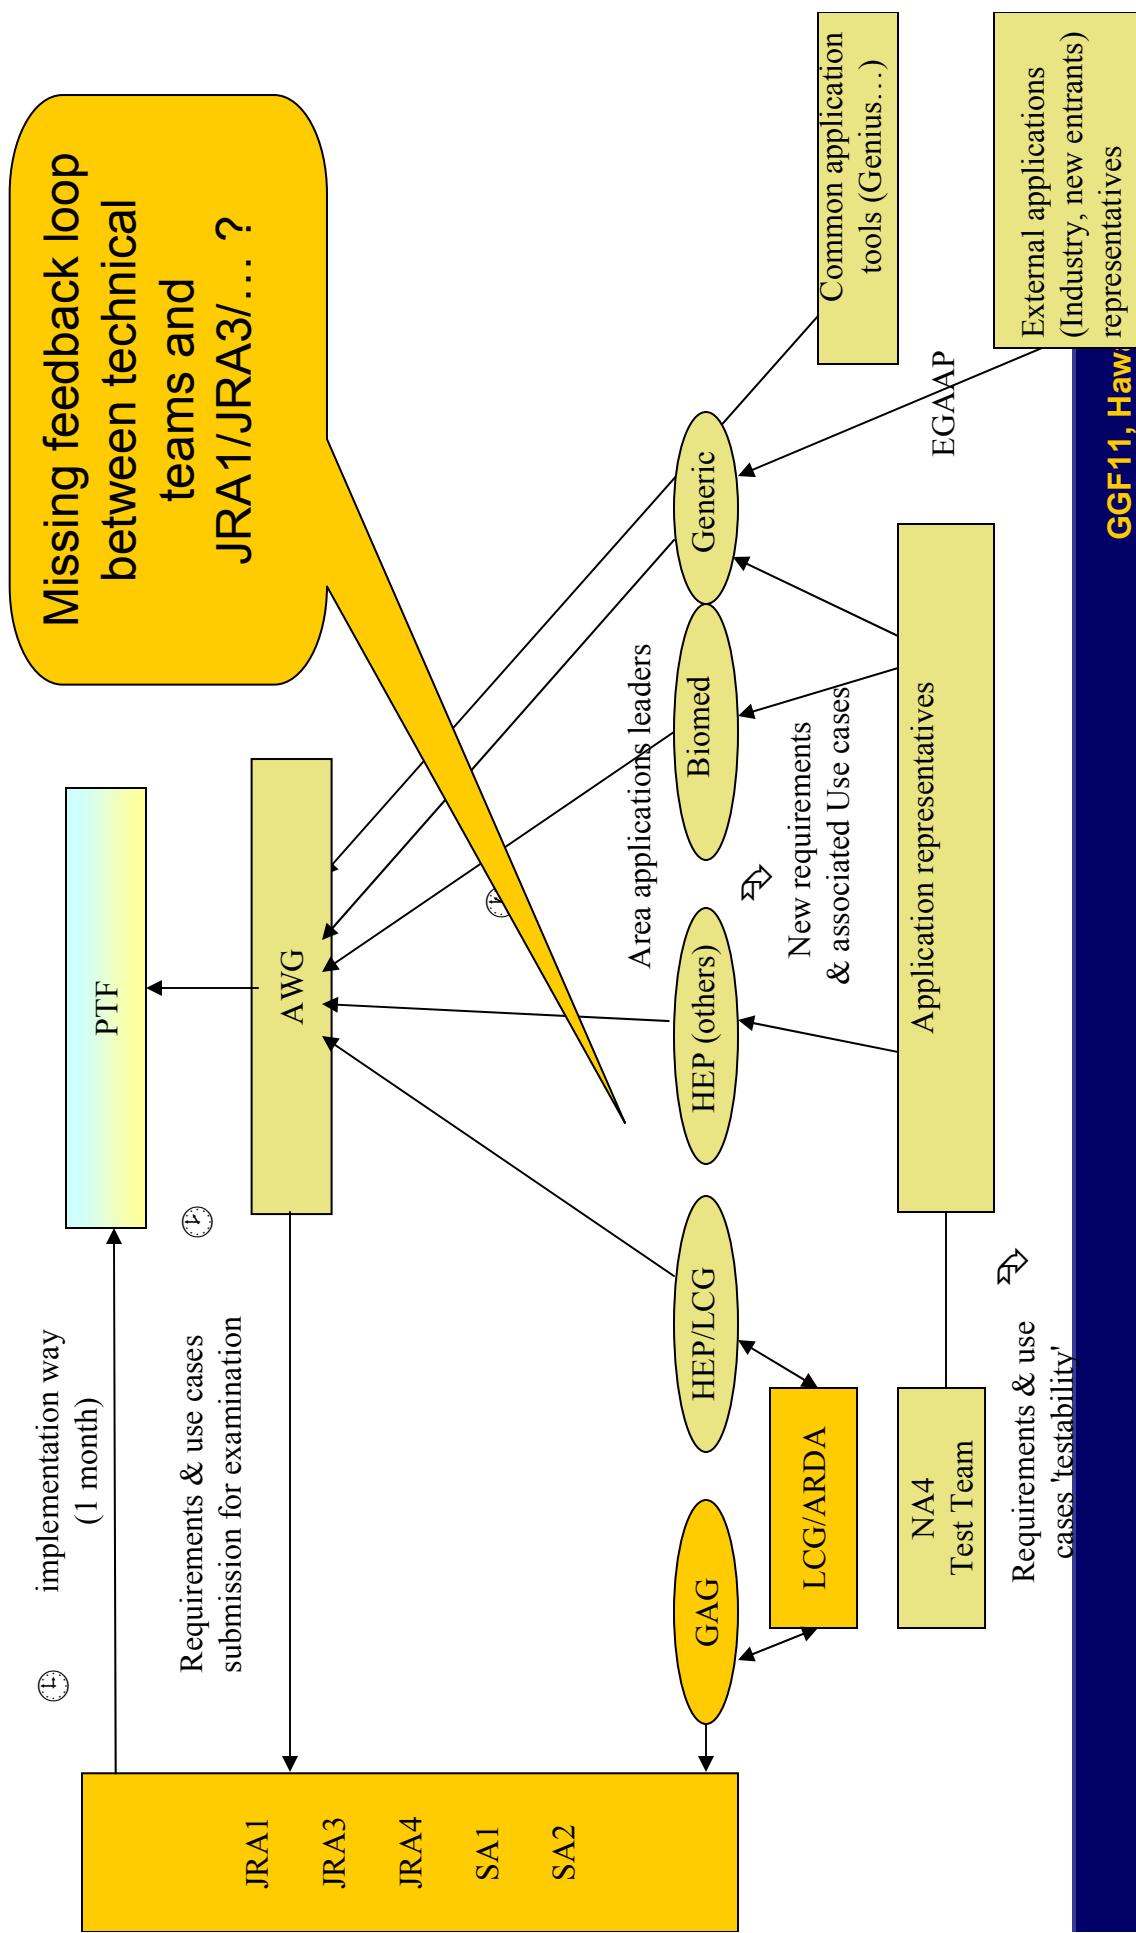 Missing feedback loop
between technical
teams and
JRA1/JRA3/… ?
implementation way
(1 month)
PTF
Requirements & use cases
submission for examination
AWG
JRA1
JRA3
JRA4
SA1
SA2
Area applications leaders
GAG
HEP/LCG
HEP (others)
Biomed
Generic
LCG/ARDA
New requirements
& associated Use cases
Common application
tools (Genius…)
EGAAP
NA4
Test Team
Application representatives
External applications
(Industry, new entrants)
representatives
Requirements & use
cases 'testability'
GGF11,